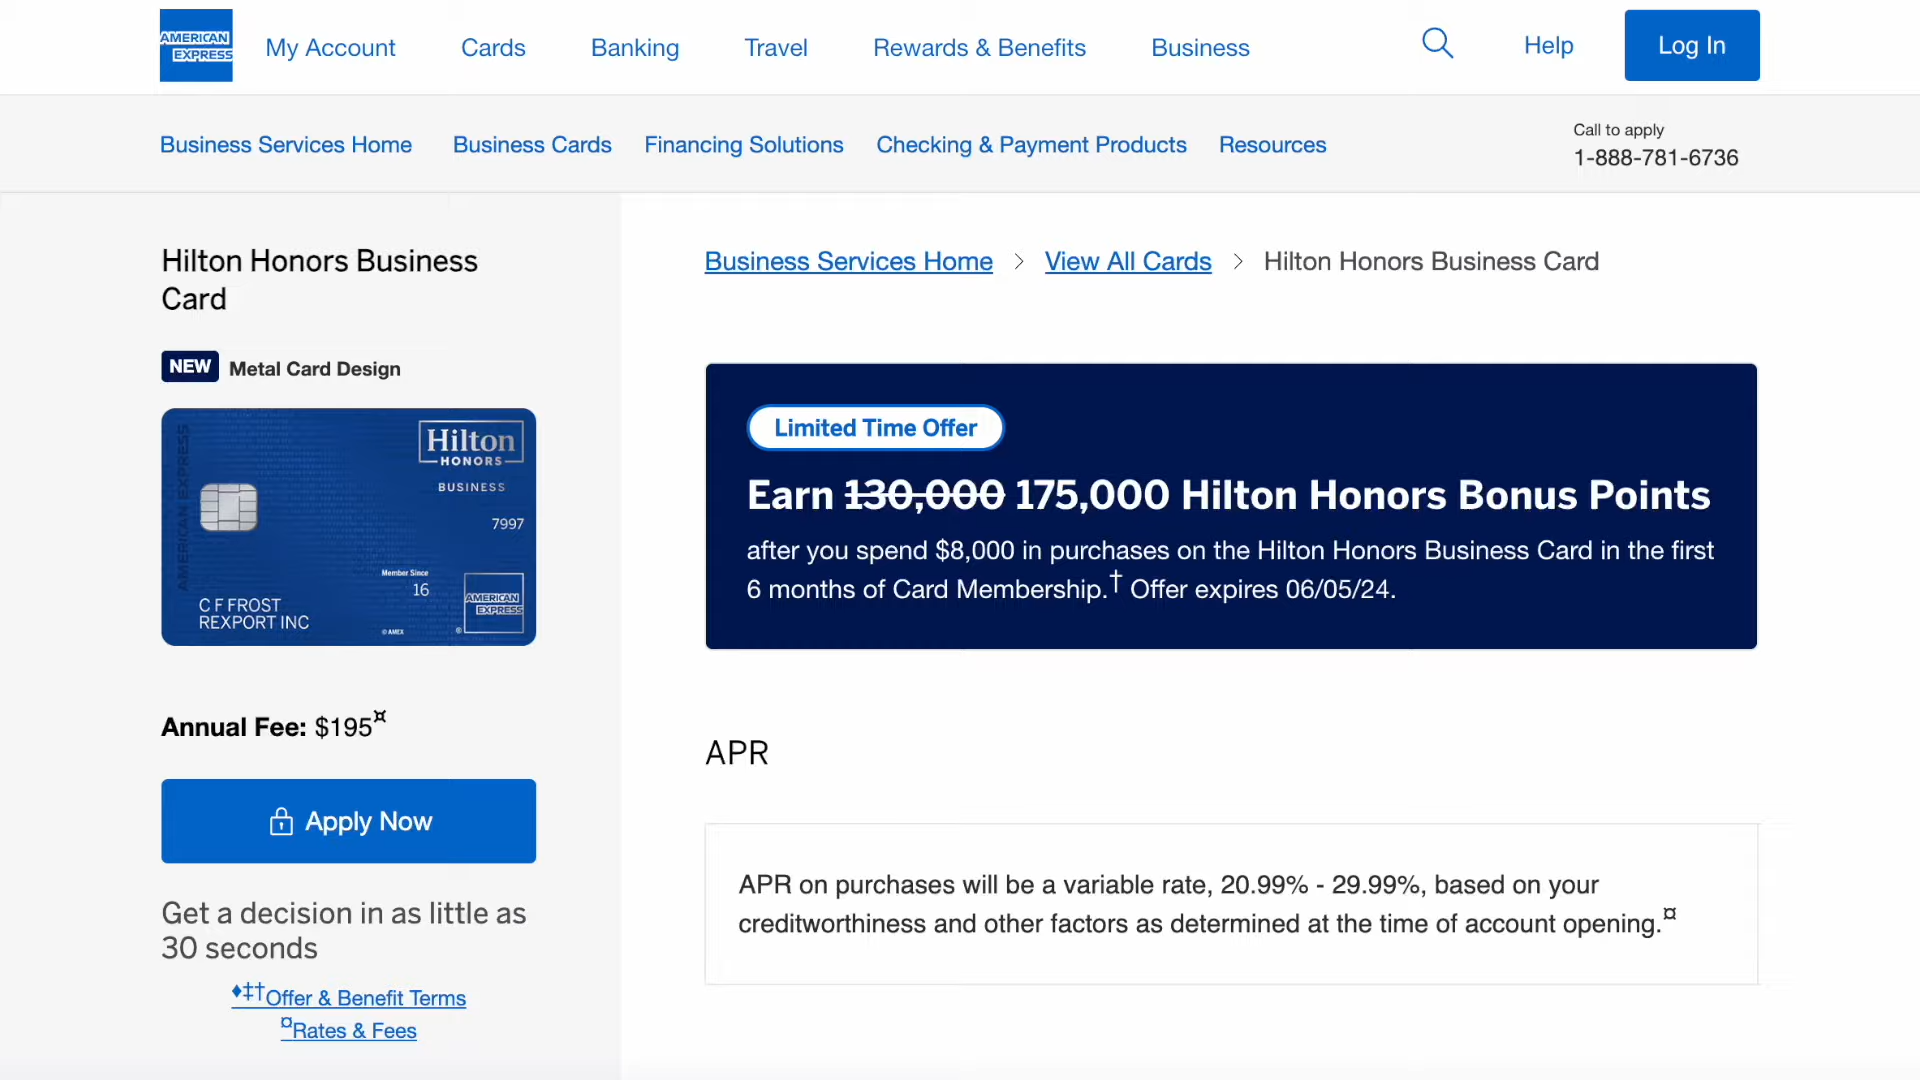 AMERICAN
EXPRESS
My Account
Cards
Banking
Travel
Rewards & Benefits
Business
Help
Log In
Business Services Home
Business Cards
Financing Solutions
Checking & Payment Products
Resources
Call to apply
1-888-781-6736
Hilton Honors Business
Card
NEW Metal Card Design
AMERICAN EXPRESS
Hilton
HONORS
BUSINESS
7997
Member Since
16
C F FROST
REXPORT INC
© AMEX
AMERICAN
EXPRESS
®
Annual Fee: $195¤
Apply Now
Get a decision in as little as
30 seconds
♦‡†Offer & Benefit Terms
¤Rates & Fees
Business Services Home > View All Cards > Hilton Honors Business Card
Limited Time Offer
Earn 130,000 175,000 Hilton Honors Bonus Points
after you spend $8,000 in purchases on the Hilton Honors Business Card in the first
6 months of Card Membership.† Offer expires 06/05/24.
APR
APR on purchases will be a variable rate, 20.99% - 29.99%, based on your
creditworthiness and other factors as determined at the time of account opening.¤